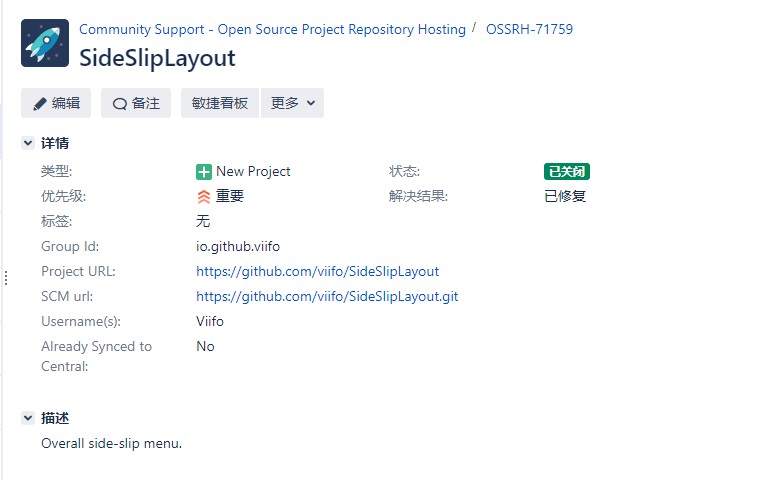 Community Support - Open Source Project Repository Hosting / OSSRH-71759
SideSlipLayout
编辑 备注 敏捷看板 更多
详情
类型: New Project 状态: 已关闭
优先级: 重要 解决结果: 已修复
标签: 无
Group Id: io.github.viifo
Project URL: https://github.com/viifo/SideSlipLayout
SCM url: https://github.com/viifo/SideSlipLayout.git
Username(s): Viifo
Already Synced to No
Central:
描述
Overall side-slip menu.